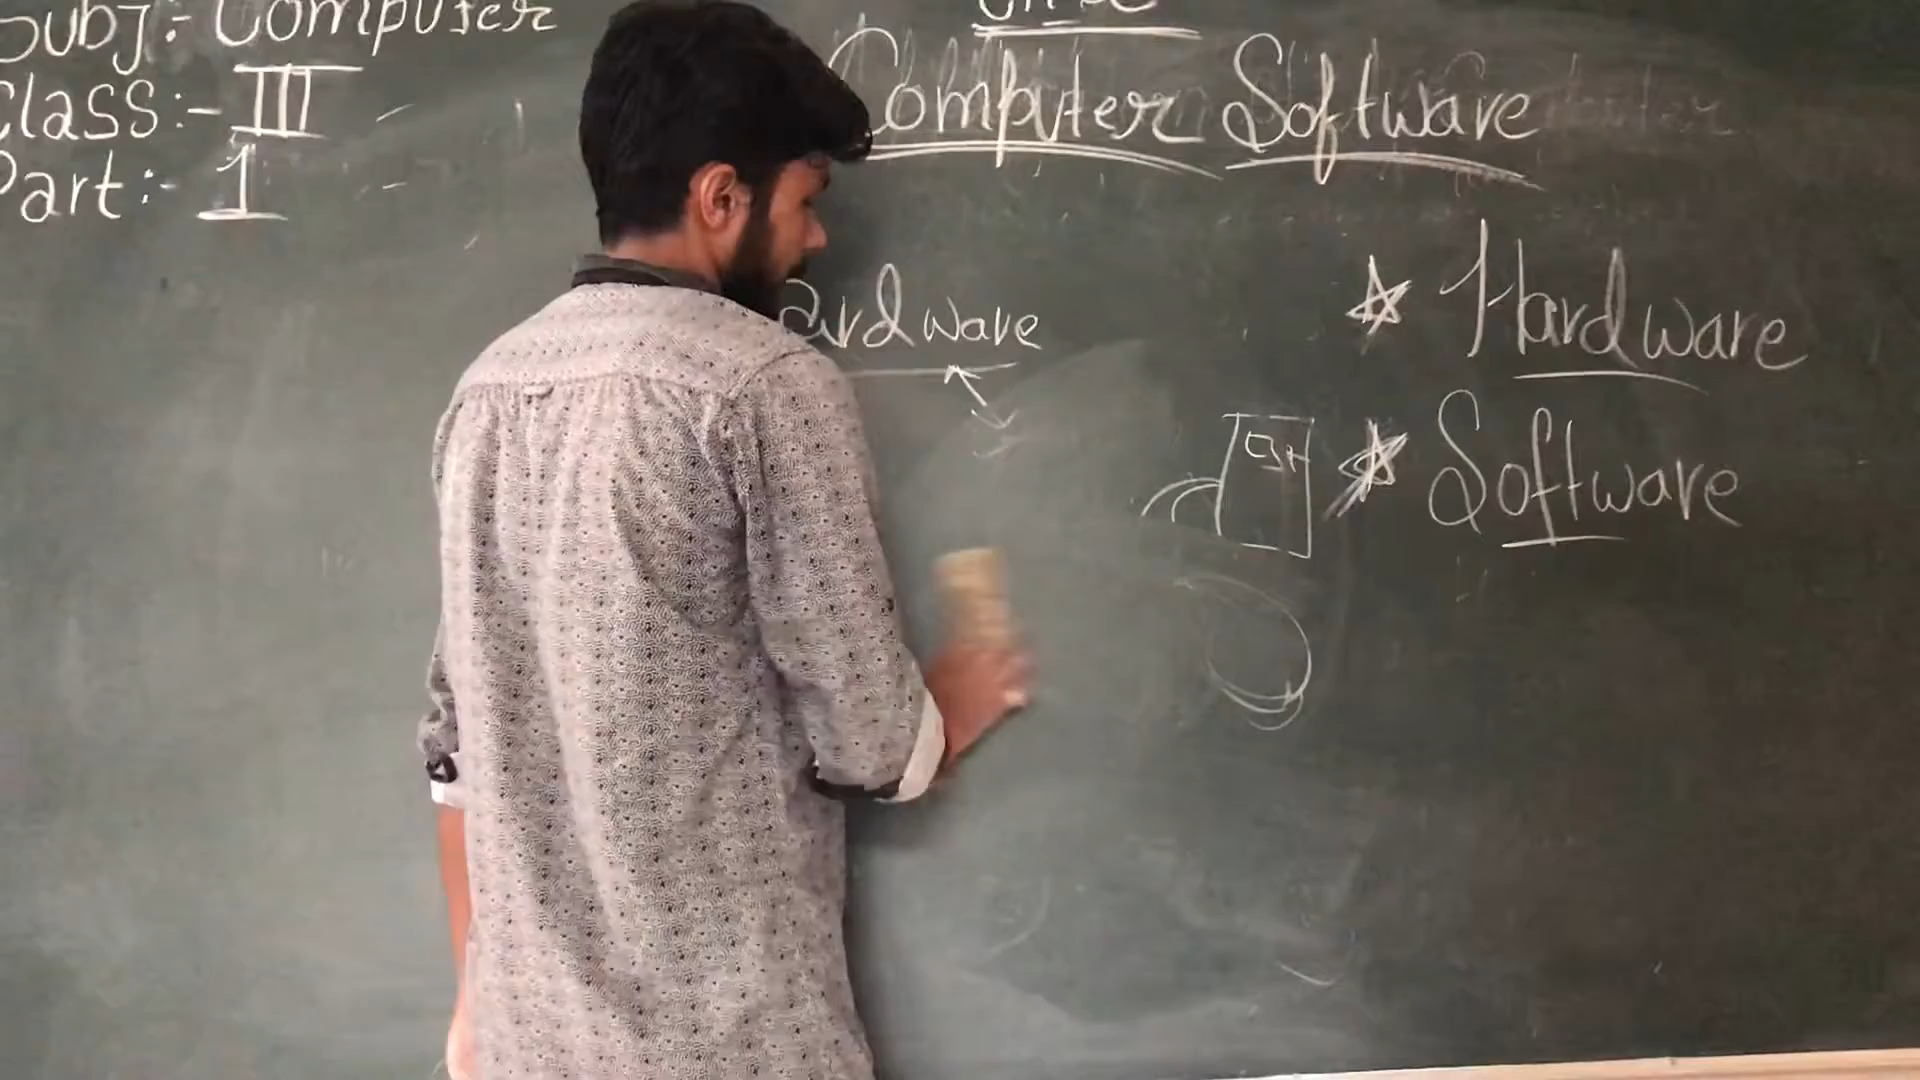 Subj:- Computer
Class:- III
Part:- 1
Computer Software
ardware
Hardware
Software